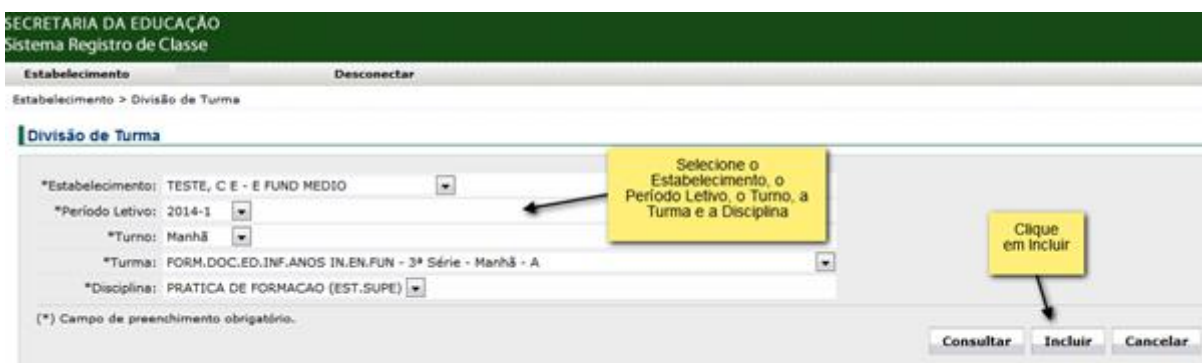 SECRETARIA DA EDUCAÇÃO
Sistema Registro de Classe
Estabelecimento Desconectar
Estabelecimento > Divisão de Turma
Divisão de Turma
*Estabelecimento: TESTE, C E - E FUND MEDIO
*Período Letivo: 2014-1
*Turno: Manhã
*Turma: FORM.DOC.ED.INF.ANOS IN.EN.FUN - 3ª Série - Manhã - A
*Disciplina: PRATICA DE FORMACAO (EST.SUPE)
(*) Campo de preenchimento obrigatório.
Selecione o
Estabelecimento, o
Período Letivo, o Turno, a
Turma e a Disciplina
Clique
em Incluir
Consultar Incluir Cancelar